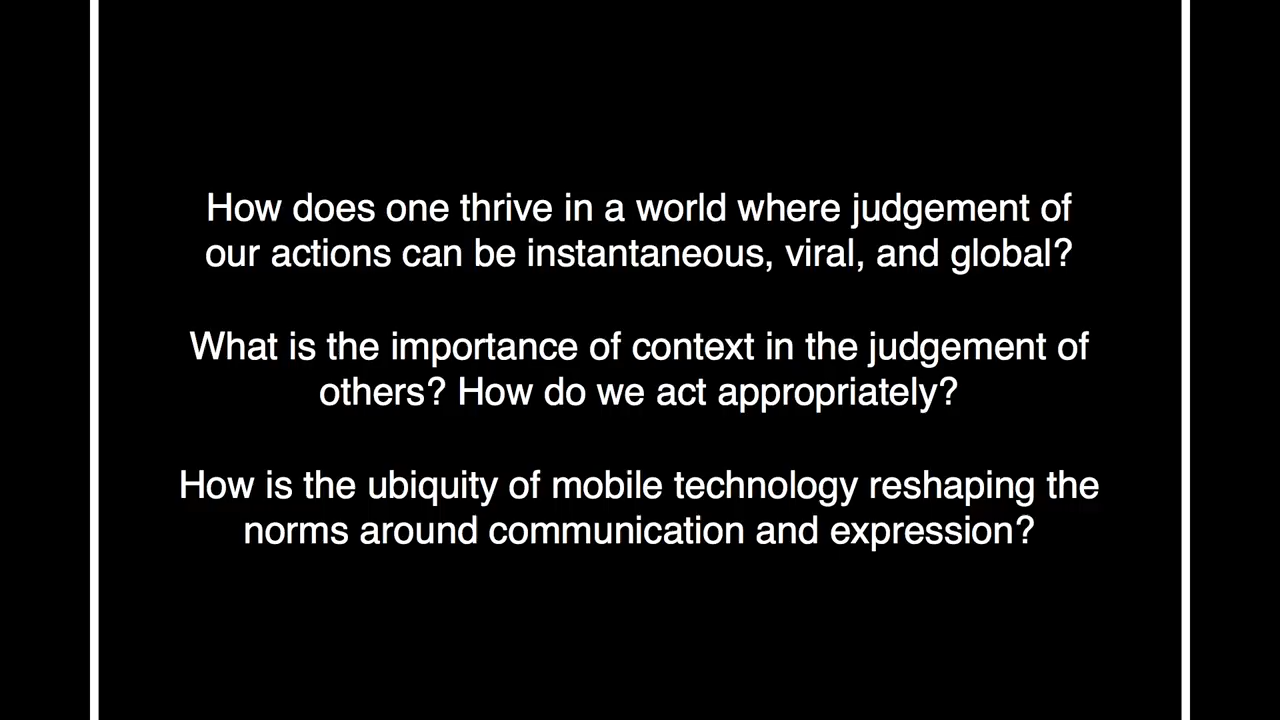 How does one thrive in a world where judgement of
our actions can be instantaneous, viral, and global?
What is the importance of context in the judgement of
others? How do we act appropriately?
How is the ubiquity of mobile technology reshaping the
norms around communication and expression?